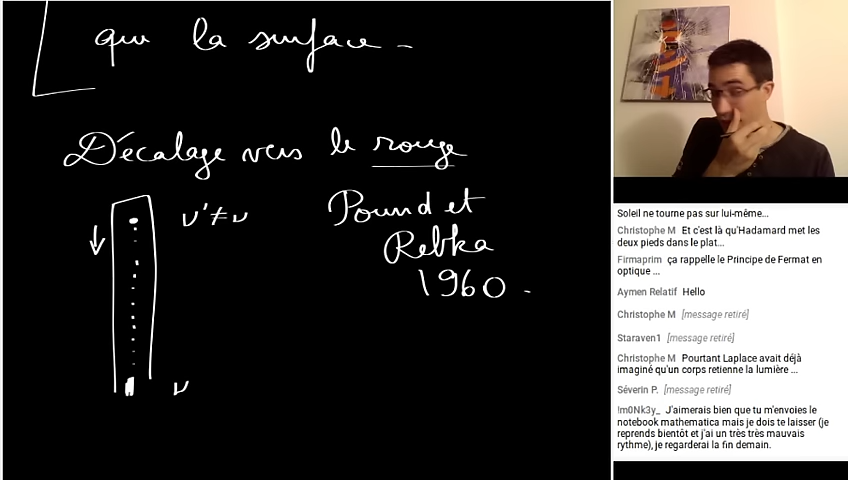 que la surface -
Décalage vers le rouge
ν' ≠ ν
Pound et
Rebka
1960 -
ν
Soleil ne tourne pas sur lui-même...
Christophe M Et c'est là qu'Hadamard met les
deux pieds dans le plat...
Firmaprim ça rappelle le Principe de Fermat en
optique ...
Aymen Relatif Hello
Christophe M [message retiré]
Staraven1 [message retiré]
Christophe M Pourtant Laplace avait déjà
imaginé qu'un corps retienne la lumière ...
Séverin P. [message retiré]
!m0Nk3y_ J'aimerais bien que tu m'envoies le
notebook mathematica mais je dois te laisser (je
reprends bientôt et j'ai un très très mauvais
rythme), je regarderai la fin demain.